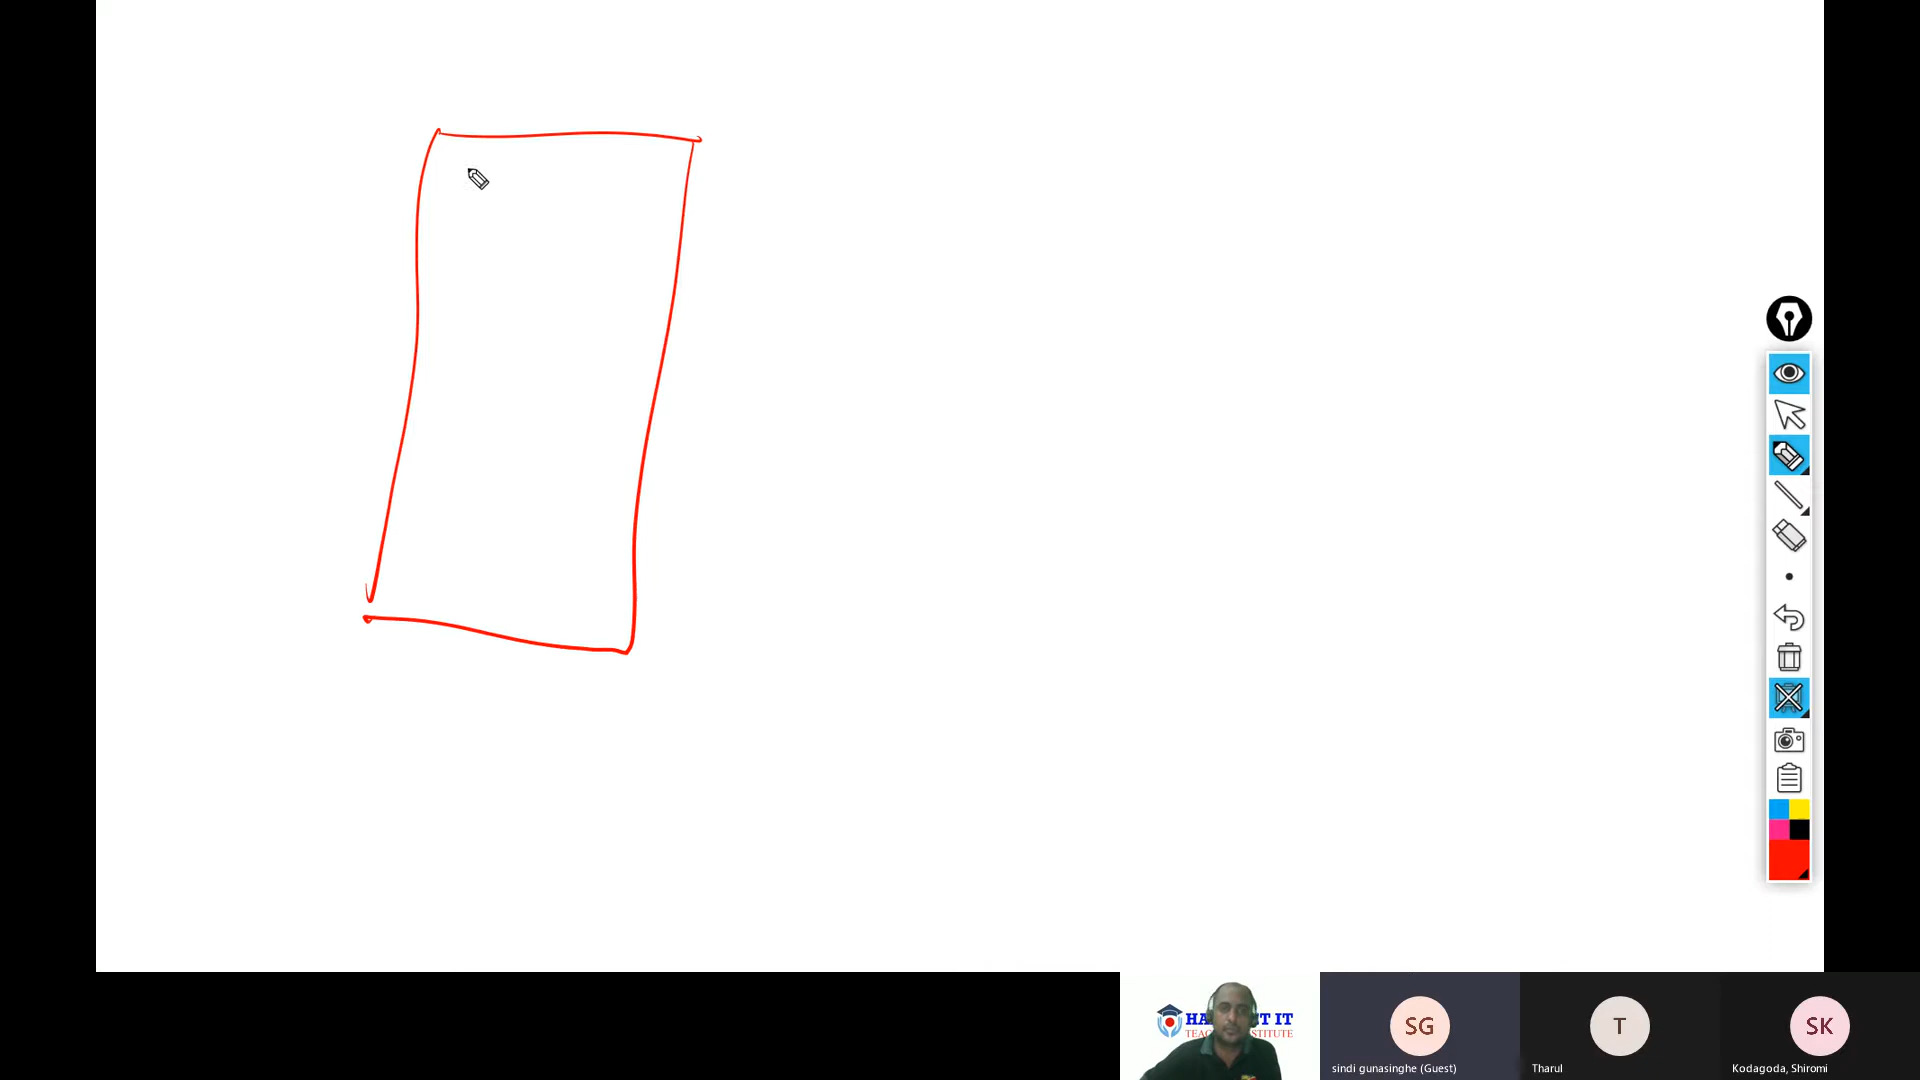 SG
T
SK
sindi gunasinghe (Guest)
Tharul
Kodagoda, Shiromi